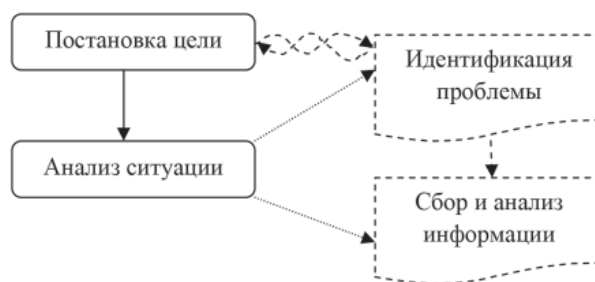 Постановка цели
Идентификация
проблемы
Анализ ситуации
Сбор и анализ
информации